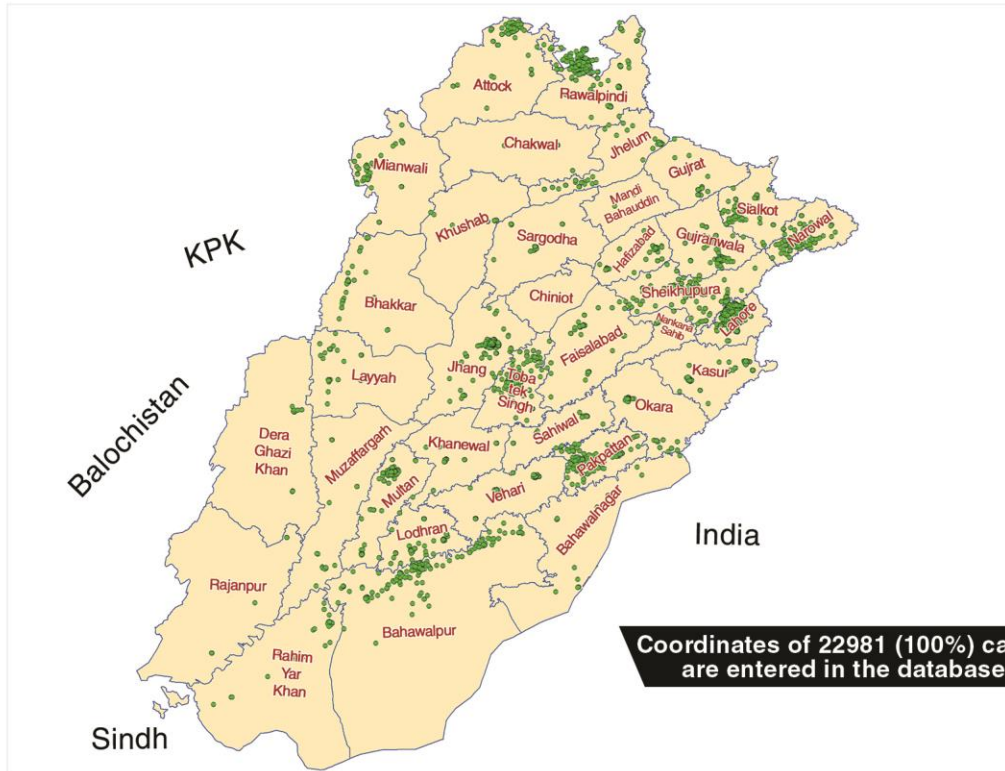 Attock
Rawalpindi
Chakwal
Jhelum
Mianwali
Gujrat
Mandi
Bahauddin
Sialkot
Khushab
Narowal
Sargodha
Hafizabad
Gujranwala
KPK
Sheikhupura
Bhakkar
Chiniot
Lahore
Nankana
Sahib
Faisalabad
Jhang
Toba
tek
Singh
Kasur
Layyah
Okara
Balochistan
Dera
Ghazi
Khan
Muzaffargarh
Khanewal
Sahiwal
Pakpattan
Multan
Vehari
Bahawalnagar
Lodhran
India
Rajanpur
Bahawalpur
Rahim
Yar
Khan
Coordinates of 22981 (100%) ca
are entered in the database
Sindh